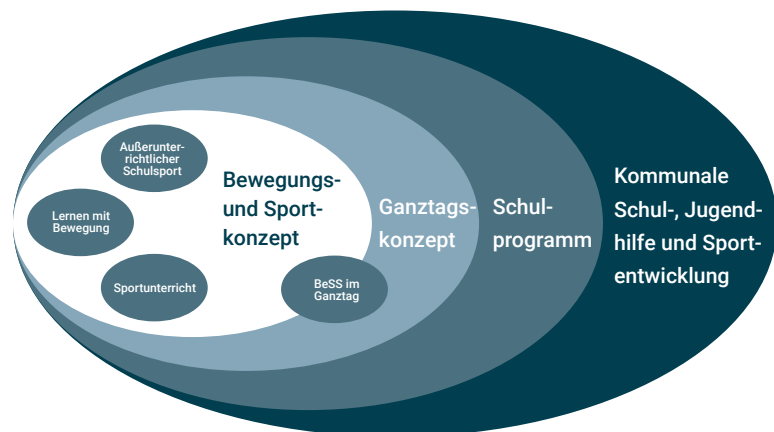 Außerunter-
richtlicher
Schulsport
Lernen mit
Bewegung
Sportunterricht
Bewegungs-
und Sport-
konzept
BeSS im
Ganztag
Ganztags-
konzept
Schul-
programm
Kommunale
Schul-, Jugend-
hilfe und Sport-
entwicklung